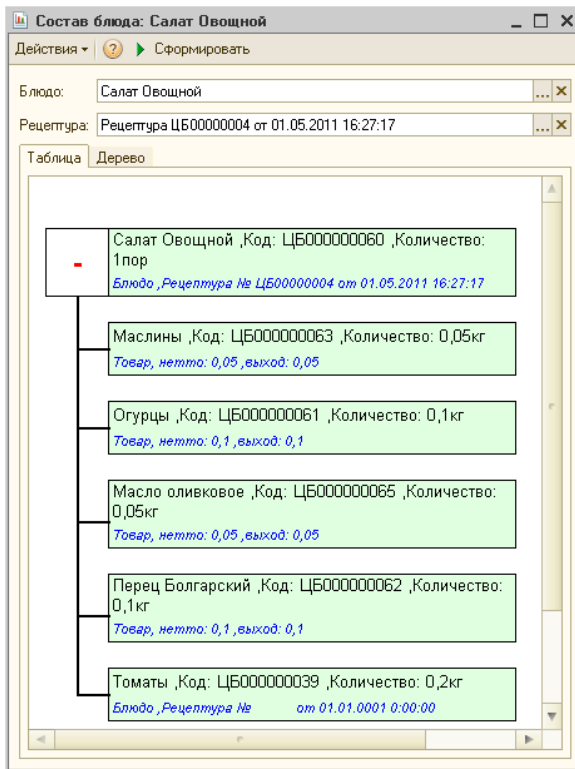 Состав блюда: Салат Овощной
Действия
Сформировать
Блюдо: Салат Овощной
Рецептура: Рецептура ЦБ00000004 от 01.05.2011 16:27:17
Таблица Дерево
Салат Овощной ,Код: ЦБ000000060 ,Количество:
1пор
Блюдо ,Рецептура № ЦБ00000004 от 01.05.2011 16:27:17
Маслины ,Код: ЦБ000000063 ,Количество: 0,05кг
Товар, нетто: 0,05 ,выход: 0,05
Огурцы ,Код: ЦБ000000061 ,Количество: 0,1кг
Товар, нетто: 0,1 ,выход: 0,1
Масло оливковое ,Код: ЦБ000000065 ,Количество:
0,05кг
Товар, нетто: 0,05 ,выход: 0,05
Перец Болгарский ,Код: ЦБ000000062 ,Количество:
0,1кг
Товар, нетто: 0,1 ,выход: 0,1
Томаты ,Код: ЦБ000000039 ,Количество: 0,2кг
Блюдо ,Рецептура № от 01.01.0001 0:00:00